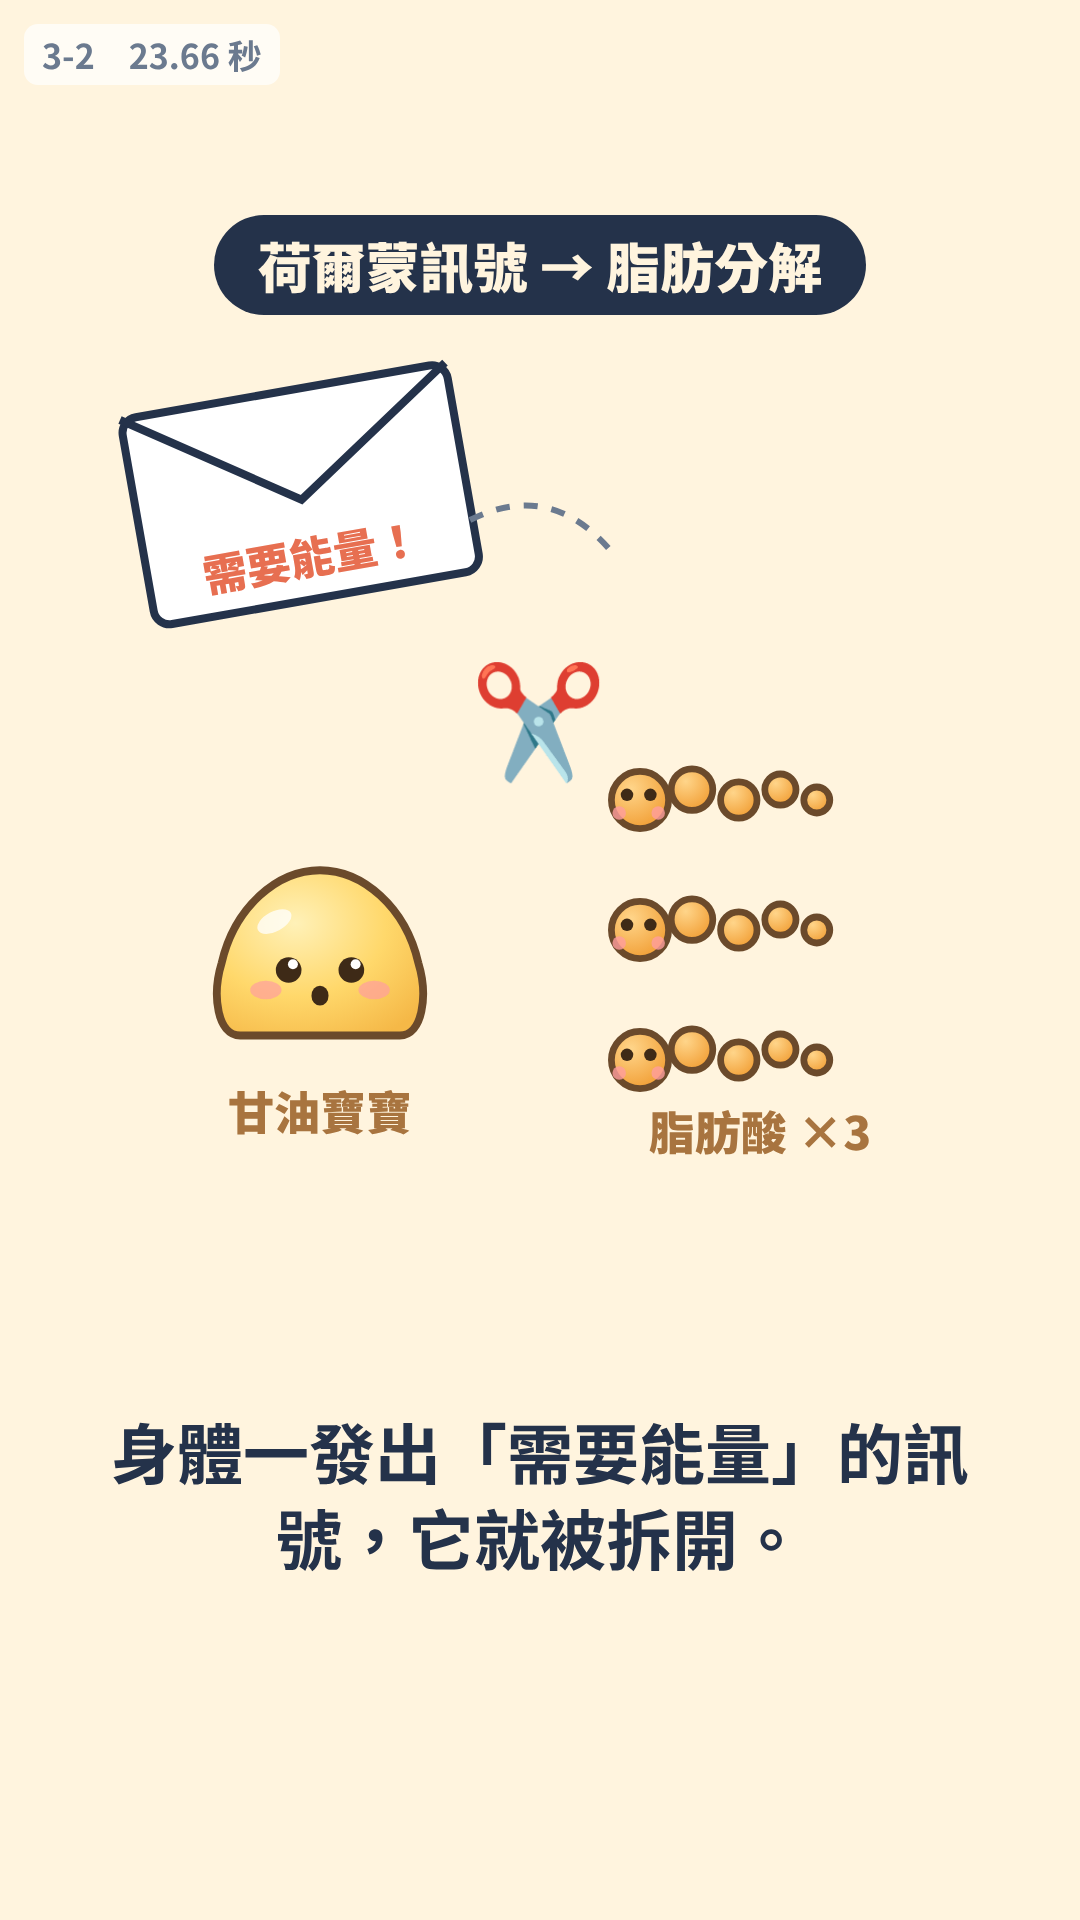 3-2　23.66 秒
荷爾蒙訊號 → 脂肪分解
需要能量！
甘油寶寶
脂肪酸 ×3
身體一發出「需要能量」的訊
號，它就被拆開。